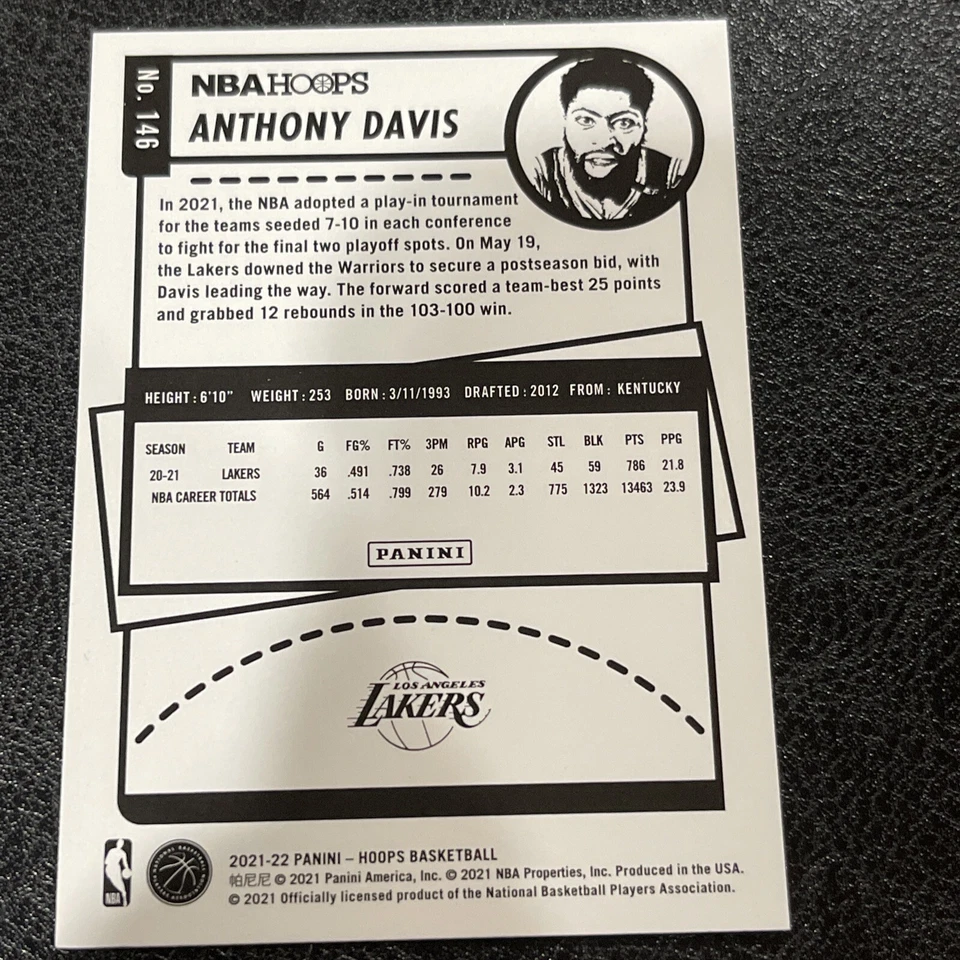 No. 146
NBA HOOPS
ANTHONY DAVIS
In 2021, the NBA adopted a play-in tournament
for the teams seeded 7-10 in each conference
to fight for the final two playoff spots. On May 19,
the Lakers downed the Warriors to secure a postseason bid, with
Davis leading the way. The forward scored a team-best 25 points
and grabbed 12 rebounds in the 103-100 win.
HEIGHT: 6'10" WEIGHT: 253 BORN: 3/11/1993 DRAFTED: 2012 FROM: KENTUCKY
SEASON TEAM G FG% FT% 3PM RPG APG STL BLK PTS PPG
20-21 LAKERS 36 .491 .738 26 7.9 3.1 45 59 786 21.8
NBA CAREER TOTALS 564 .514 .799 279 10.2 2.3 775 1323 13463 23.9
PANINI
LOS ANGELES
LAKERS
NBA
2021-22 PANINI – HOOPS BASKETBALL
帕尼尼 © 2021 Panini America, Inc. © 2021 NBA Properties, Inc. Produced in the USA.
© 2021 Officially licensed product of the National Basketball Players Association.